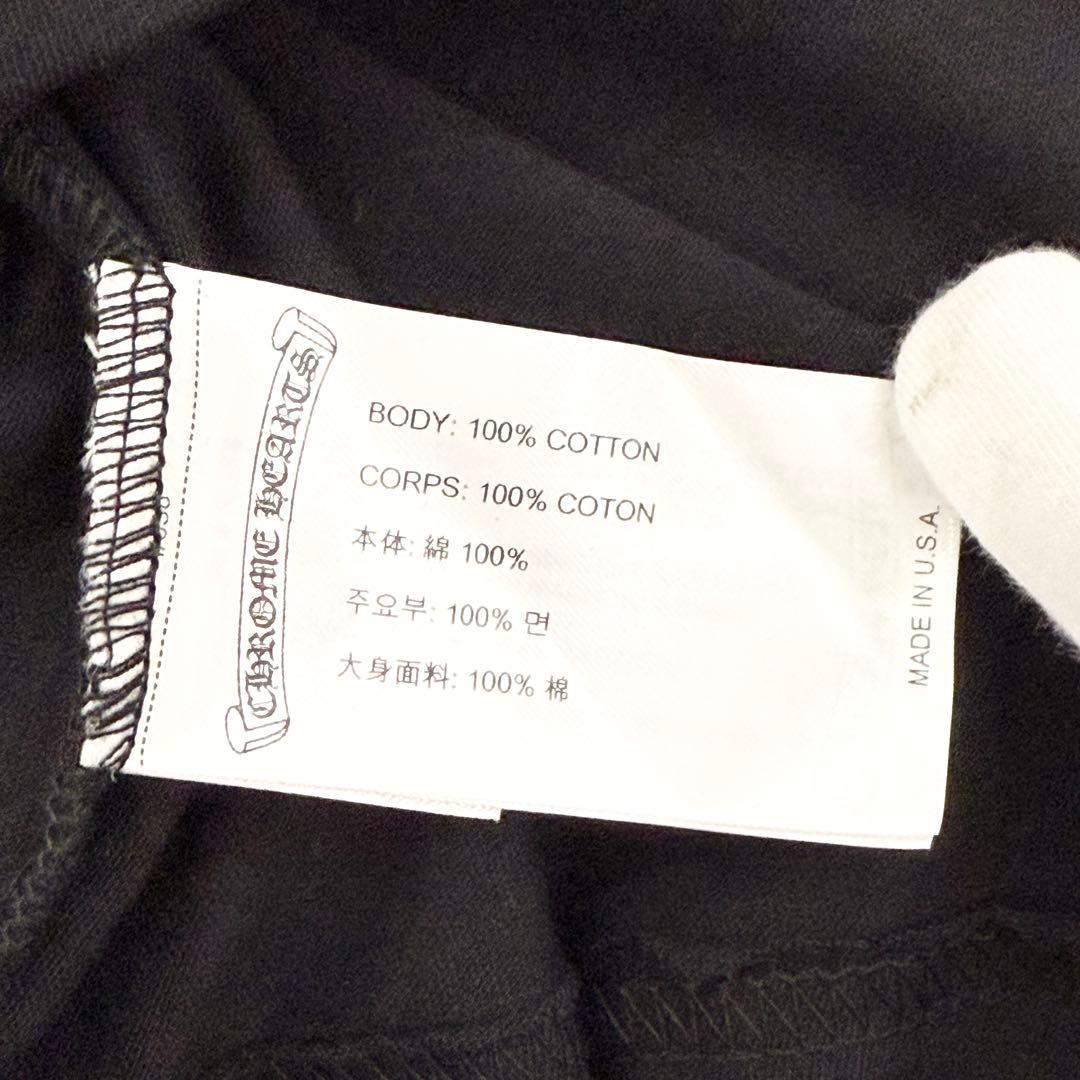 CHROME HEARTS
BODY: 100% COTTON
CORPS: 100% COTON
本体: 綿 100%
주요부: 100% 면
大身面料: 100% 棉
MADE IN U.S.A.